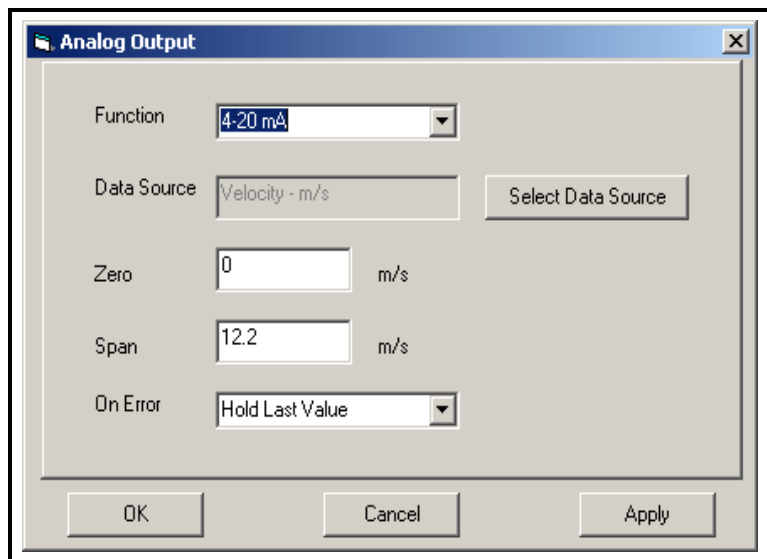 Analog Output
Function 4-20 mA
Data Source Velocity - m/s Select Data Source
Zero 0 m/s
Span 12.2 m/s
On Error Hold Last Value
OK Cancel Apply